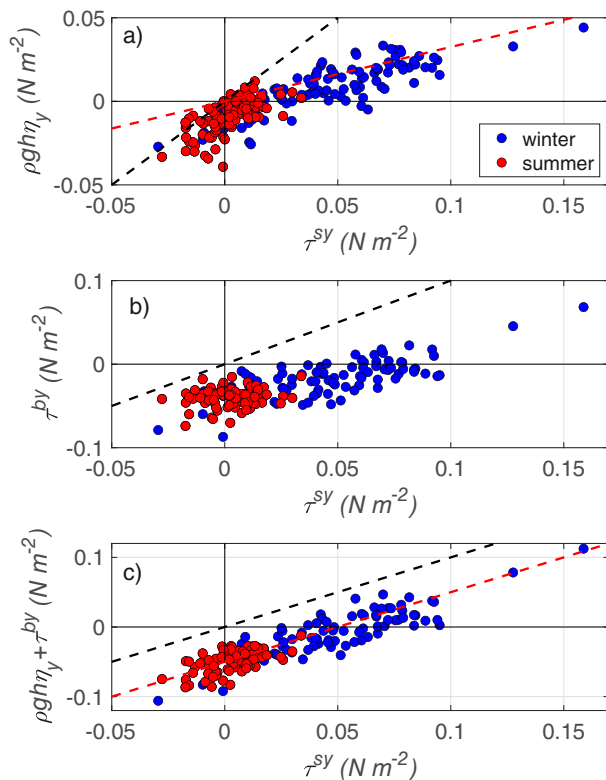 a)
ρghη_y (N m^-2)
0.05
0
-0.05
-0.05 0 0.05 0.1 0.15
τ^sy (N m^-2)
winter
summer
b)
τ^by (N m^-2)
0.1
0
-0.1
-0.05 0 0.05 0.1 0.15
τ^sy (N m^-2)
c)
ρghη_y+τ^by (N m^-2)
0.1
0
-0.1
-0.05 0 0.05 0.1 0.15
τ^sy (N m^-2)